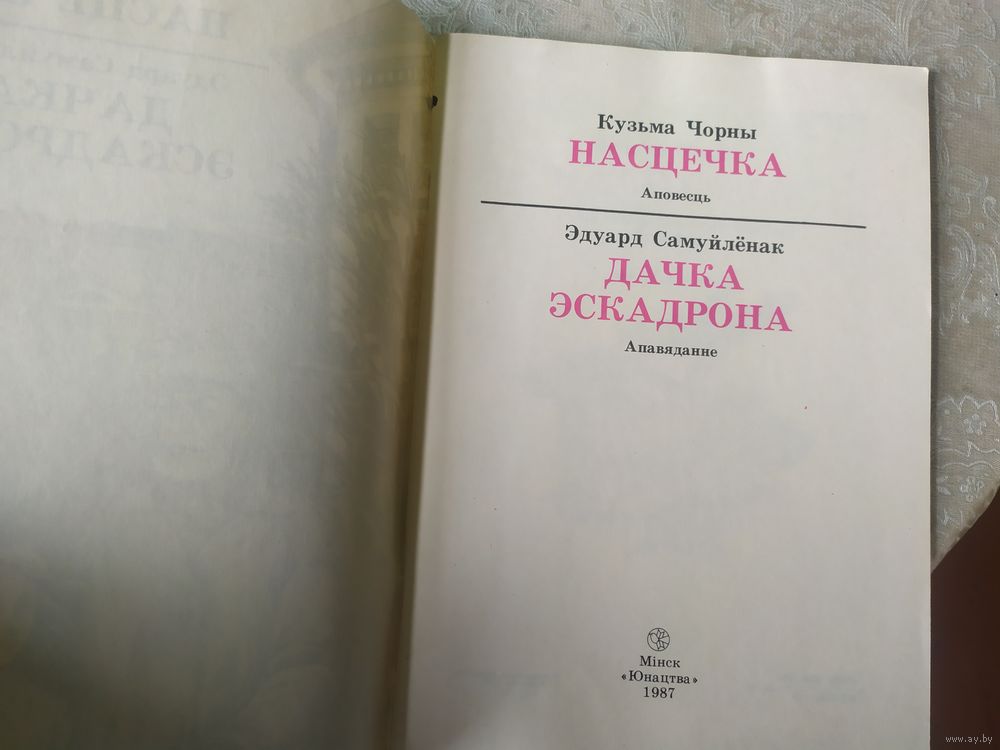 Кузьма Чорны
НАСЦЕЧКА
Аповесць
Эдуард Самуйлёнак
ДАЧКА
ЭСКАДРОНА
Апавяданне
Мінск
«Юнацтва»
1987
www.ay.by